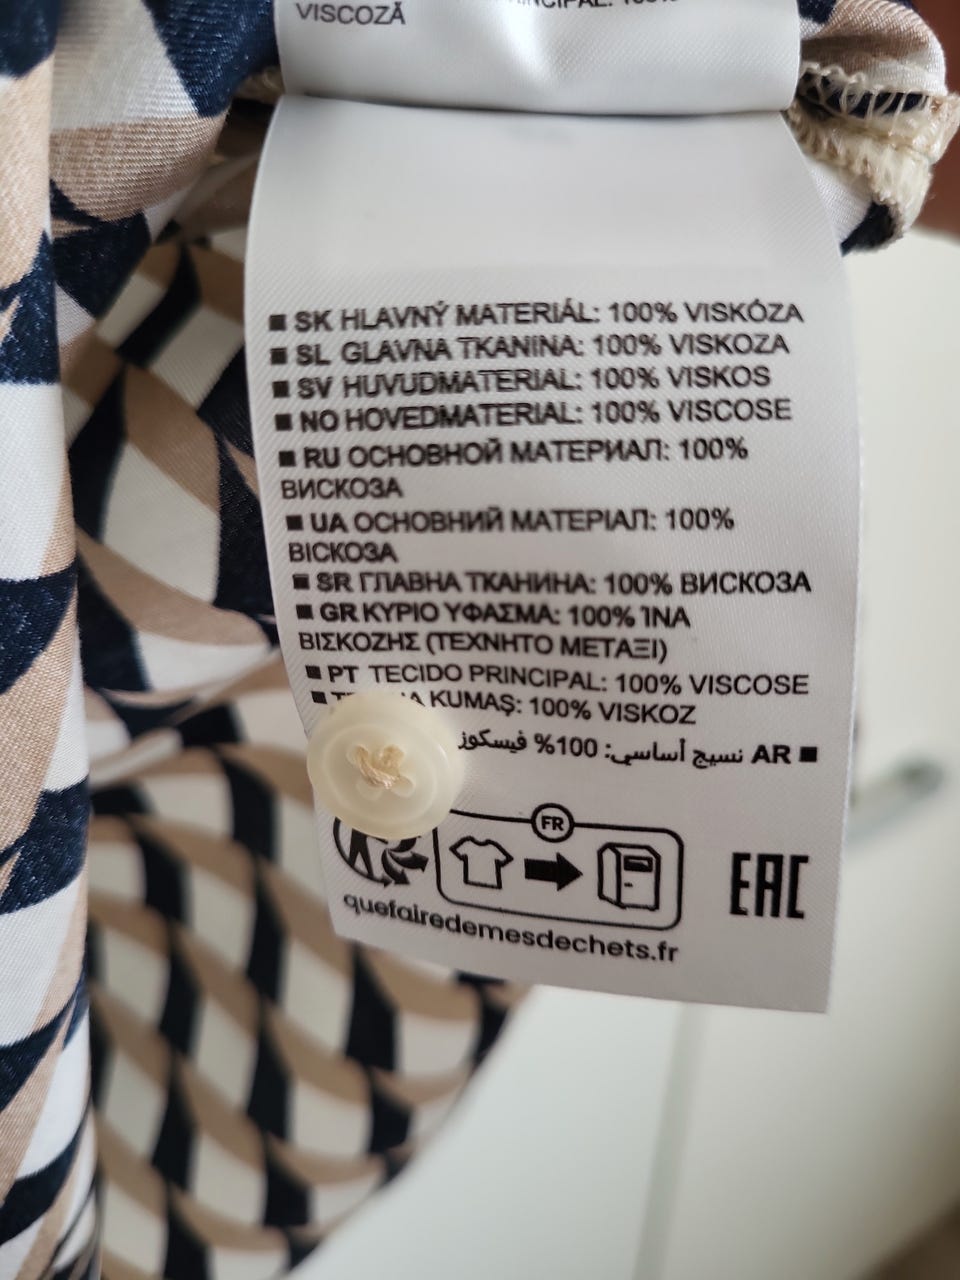 VISCOZĂ
■ SK HLAVNÝ MATERIÁL: 100% VISKÓZA
■ SL GLAVNA TKANINA: 100% VISKOZA
■ SV HUVUDMATERIAL: 100% VISKOS
■ NO HOVEDMATERIAL: 100% VISCOSE
■ RU ОСНОВНОЙ МАТЕРИАЛ: 100%
ВИСКОЗА
■ UA ОСНОВНИЙ МАТЕРІАЛ: 100%
ВІСКОЗА
■ SR ГЛАВНА ТКАНИНА: 100% ВИСКОЗА
■ GR ΚΥΡΙΟ ΥΦΑΣΜΑ: 100% ΊΝΑ
ΒΙΣΚΟΖΗΣ (ΤΕΧΝΗΤΟ ΜΕΤΑΞΙ)
■ PT TECIDO PRINCIPAL: 100% VISCOSE
■ KUMAŞ: 100% VISKOZ
■ AR نسيج أساسي: 100% فيسكوز
FR
EAC
quefairedemesdechets.fr